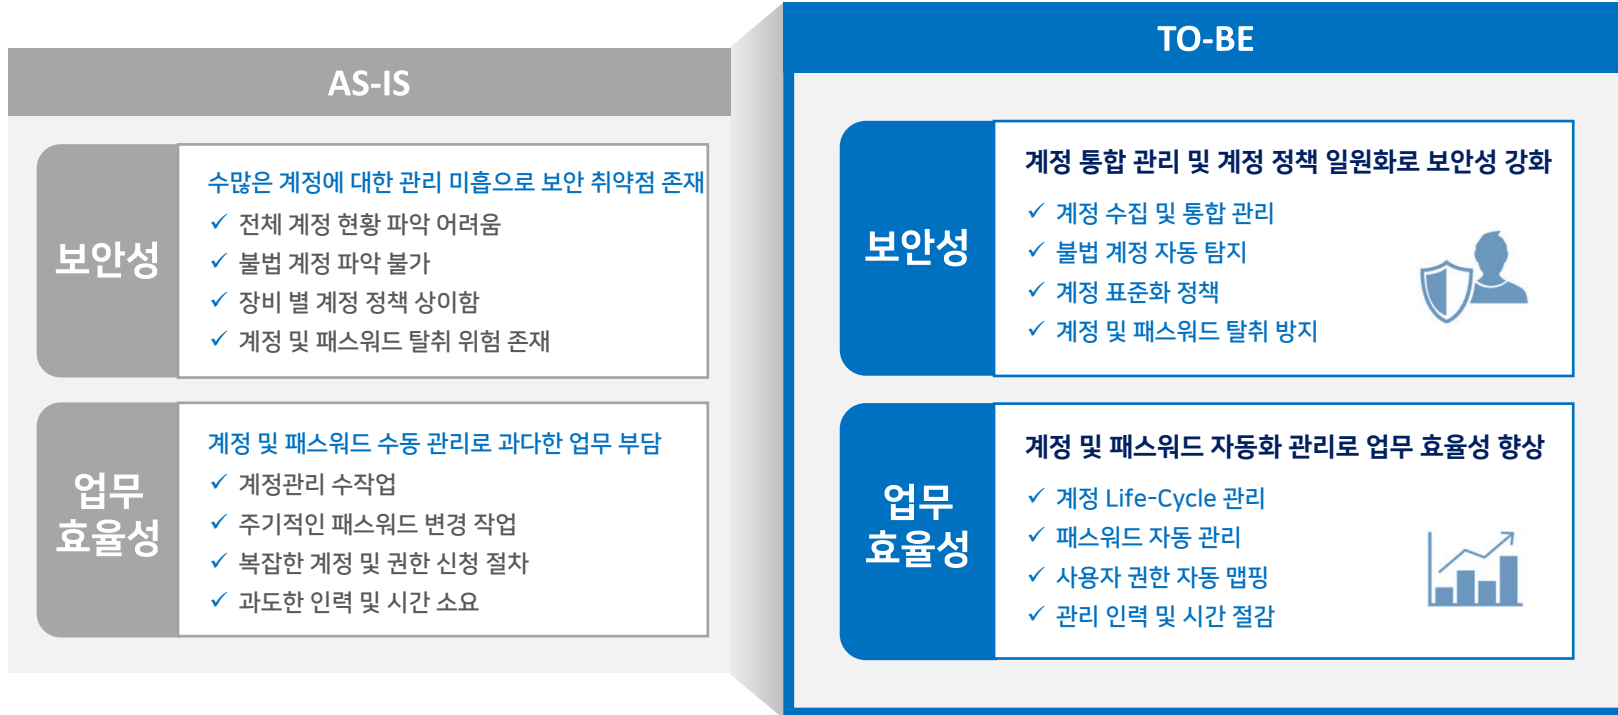 AS-IS
보안성
수많은 계정에 대한 관리 미흡으로 보안 취약점 존재
✓ 전체 계정 현황 파악 어려움
✓ 불법 계정 파악 불가
✓ 장비 별 계정 정책 상이함
✓ 계정 및 패스워드 탈취 위험 존재
업무
효율성
계정 및 패스워드 수동 관리로 과다한 업무 부담
✓ 계정관리 수작업
✓ 주기적인 패스워드 변경 작업
✓ 복잡한 계정 및 권한 신청 절차
✓ 과도한 인력 및 시간 소요
TO-BE
보안성
계정 통합 관리 및 계정 정책 일원화로 보안성 강화
✓ 계정 수집 및 통합 관리
✓ 불법 계정 자동 탐지
✓ 계정 표준화 정책
✓ 계정 및 패스워드 탈취 방지
업무
효율성
계정 및 패스워드 자동화 관리로 업무 효율성 향상
✓ 계정 Life-Cycle 관리
✓ 패스워드 자동 관리
✓ 사용자 권한 자동 맵핑
✓ 관리 인력 및 시간 절감